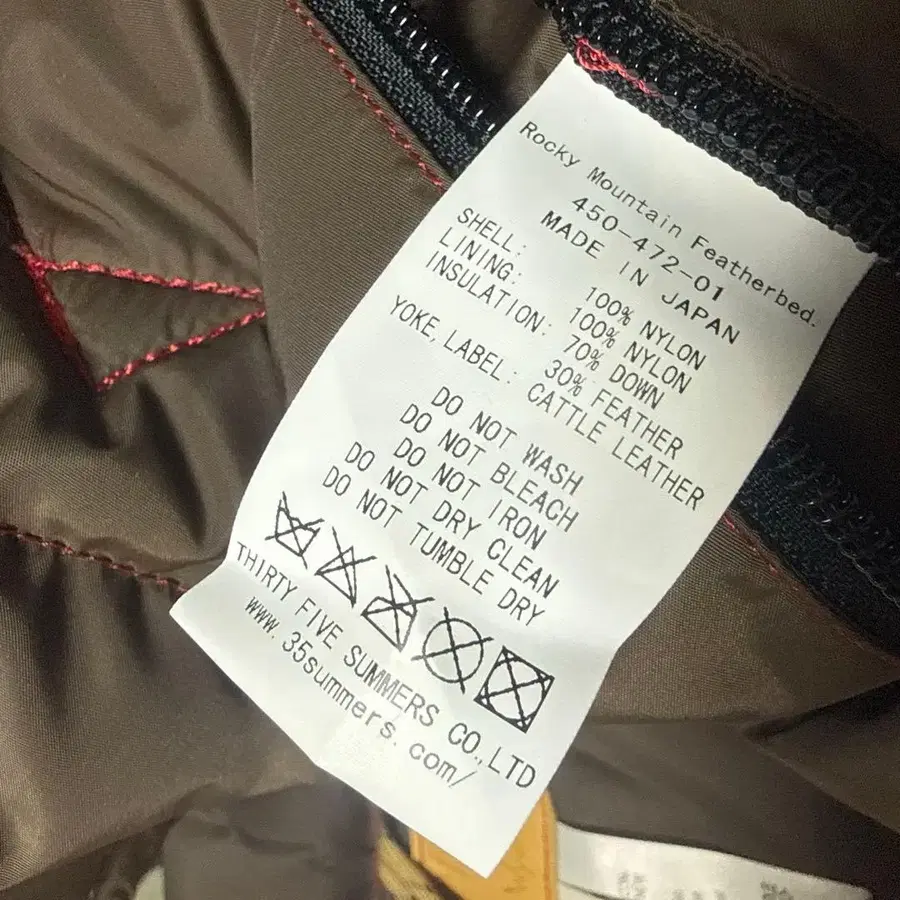 Rocky Mountain Featherbed.
450-472-01
MADE IN JAPAN
SHELL: 100% NYLON
LINING: 100% NYLON
INSULATION: 70% DOWN
30% FEATHER
YOKE, LABEL: CATTLE LEATHER
DO NOT WASH
DO NOT BLEACH
DO NOT IRON
DO NOT DRY CLEAN
DO NOT TUMBLE DRY
THIRTY FIVE SUMMERS CO.,LTD
www.35summers.com/